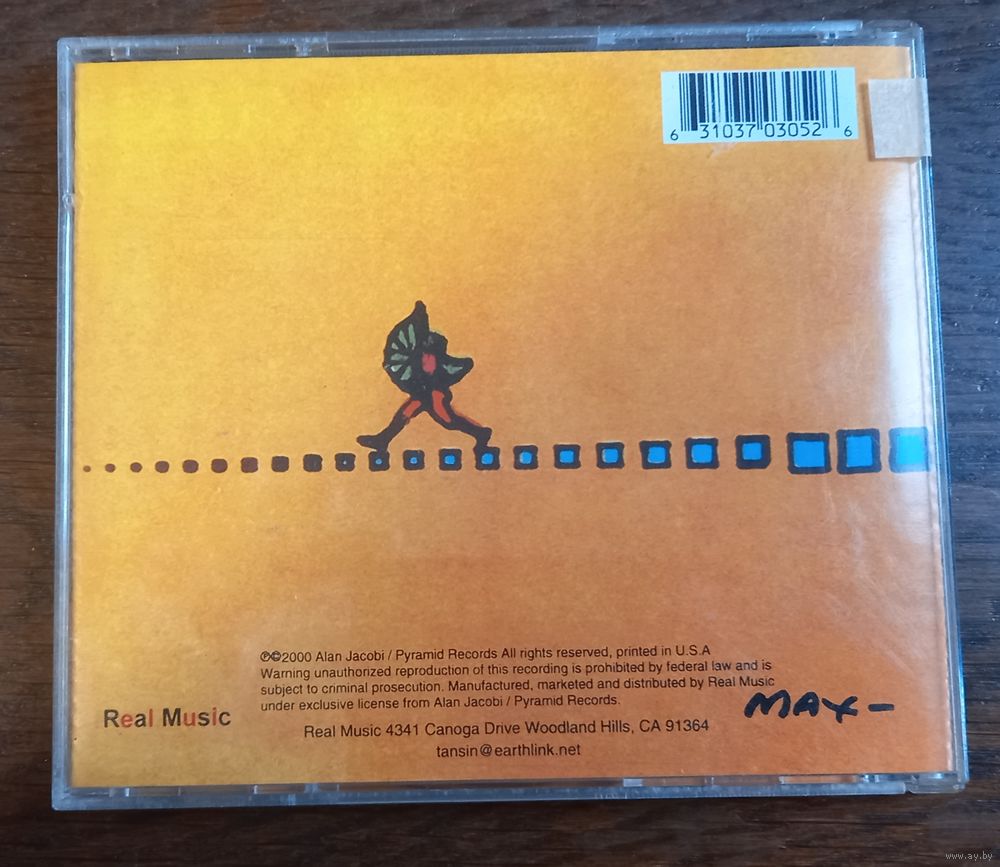 6 31037 03052 6
℗©2000 Alan Jacobi / Pyramid Records All rights reserved, printed in U.S.A
Warning unauthorized reproduction of this recording is prohibited by federal law and is
subject to criminal prosecution. Manufactured, marketed and distributed by Real Music
under exclusive license from Alan Jacobi / Pyramid Records.
Real Music
MAX-
Real Music 4341 Canoga Drive Woodland Hills, CA 91364
tansin@earthlink.net
www.ay.by